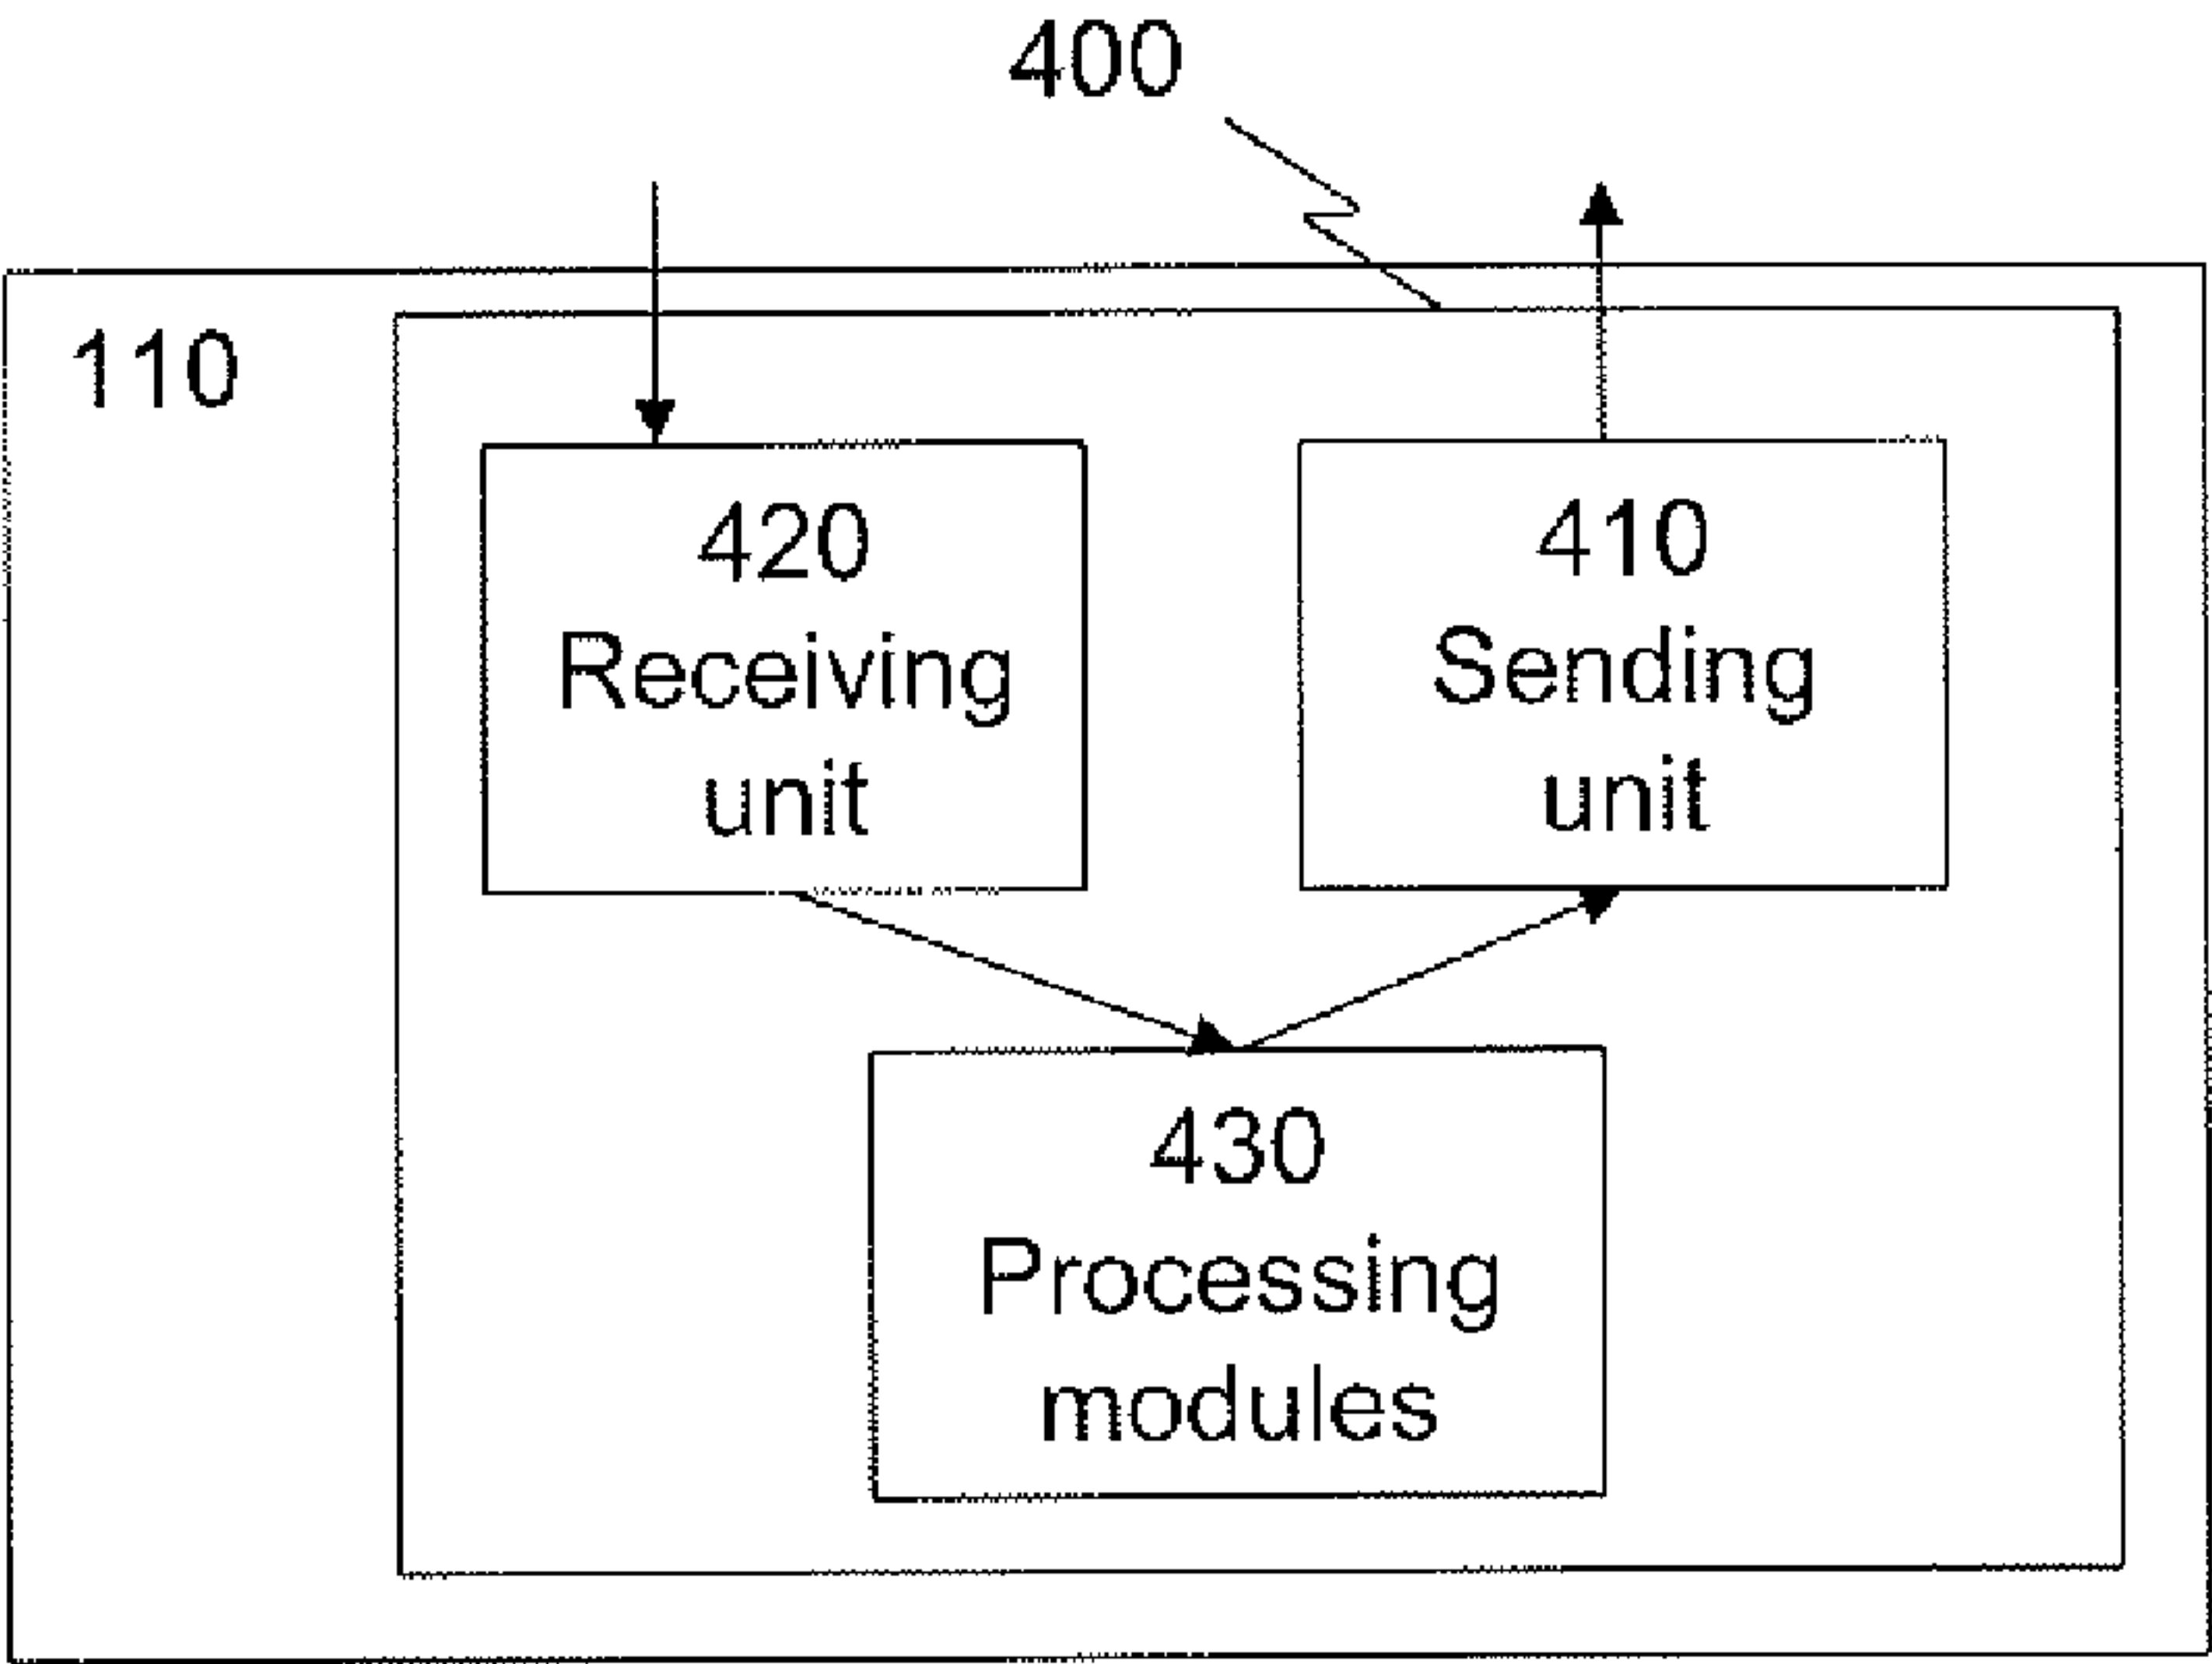 400
110
420
Receiving
unit
410
Sending
unit
430
Processing
modules